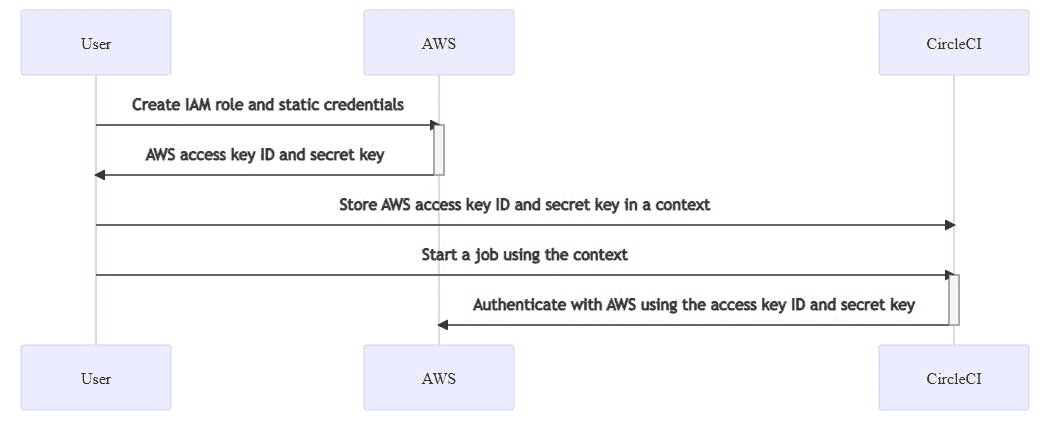 User
AWS
CircleCI
Create IAM role and static credentials
AWS access key ID and secret key
Store AWS access key ID and secret key in a context
Start a job using the context
Authenticate with AWS using the access key ID and secret key
User
AWS
CircleCI